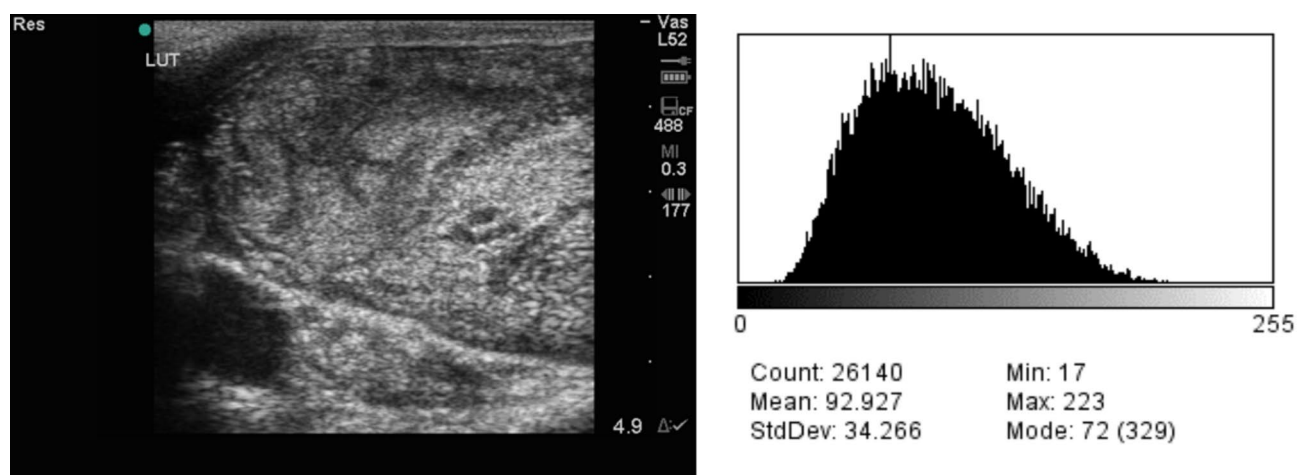 Res
LUT
Vas
L52
CF
488
MI
0.3
177
4.9
0
255
Count: 26140
Min: 17
Mean: 92.927
Max: 223
StdDev: 34.266
Mode: 72 (329)